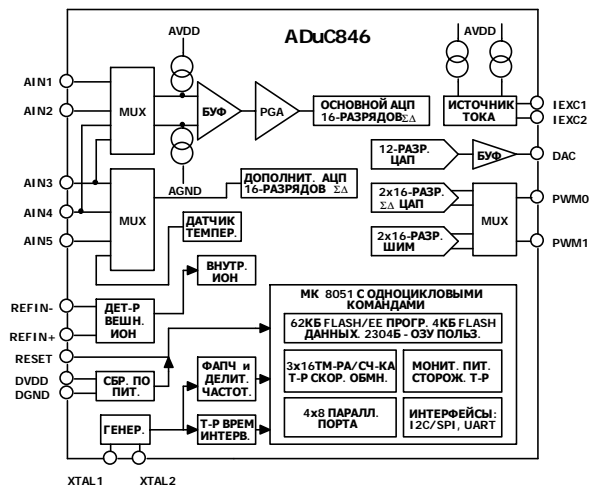 AVDD
ADuC846
AVDD
AIN1
AIN2
MUX
БУФ
PGA
ОСНОВНОЙ АЦП
16-РАЗРЯДОВ ΣΔ
ИСТОЧНИК
ТОКА
IEXC1
IEXC2
12-РАЗР.
ЦАП
БУФ
DAC
AIN3
AIN4
AIN5
MUX
AGND
ДОПОЛНИТ. АЦП
16-РАЗРЯДОВ ΣΔ
ДАТЧИК
ТЕМПЕР.
2x16-РАЗР.
ΣΔ ЦАП
2x16-РАЗР.
ШИМ
MUX
PWM0
PWM1
REFIN-
REFIN+
ДЕТ-Р
ВЕШН.
ИОН
ВНУТР.
ИОН
МК 8051 С ОДНОЦИКЛОВЫМИ
КОМАНДАМИ
62КБ FLASH/EE ПРОГР. 4КБ FLASH
ДАННЫХ. 2304Б - ОЗУ ПОЛЬЗ.
3x16ТМ-РА/СЧ-КА
Т-Р СКОР. ОБМН.
МОНИТ. ПИТ.
СТОРОЖ. Т-Р
4x8 ПАРАЛЛ.
ПОРТА
ИНТЕРФЕЙСЫ:
I2C/SPI, UART
RESET
DVDD
DGND
СБР. ПО
ПИТ.
ФАПЧ и
ДЕЛИТ.
ЧАСТОТ.
ГЕНЕР.
Т-Р ВРЕМ
ИНТЕРВ.
XTAL1
XTAL2